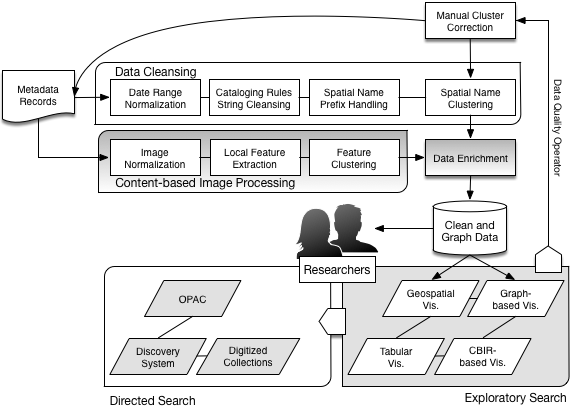 Manual Cluster
Correction
Data Cleansing
Metadata
Records
Date Range
Normalization
Cataloging Rules
String Cleansing
Spatial Name
Prefix Handling
Spatial Name
Clustering
Data Quality Operator
Image
Normalization
Local Feature
Extraction
Feature
Clustering
Data Enrichment
Content-based Image Processing
Clean and
Graph Data
Researchers
OPAC
Geospatial
Vis.
Graph-
based Vis.
Discovery
System
Digitized
Collections
Tabular
Vis.
CBIR-
based Vis.
Directed Search
Exploratory Search